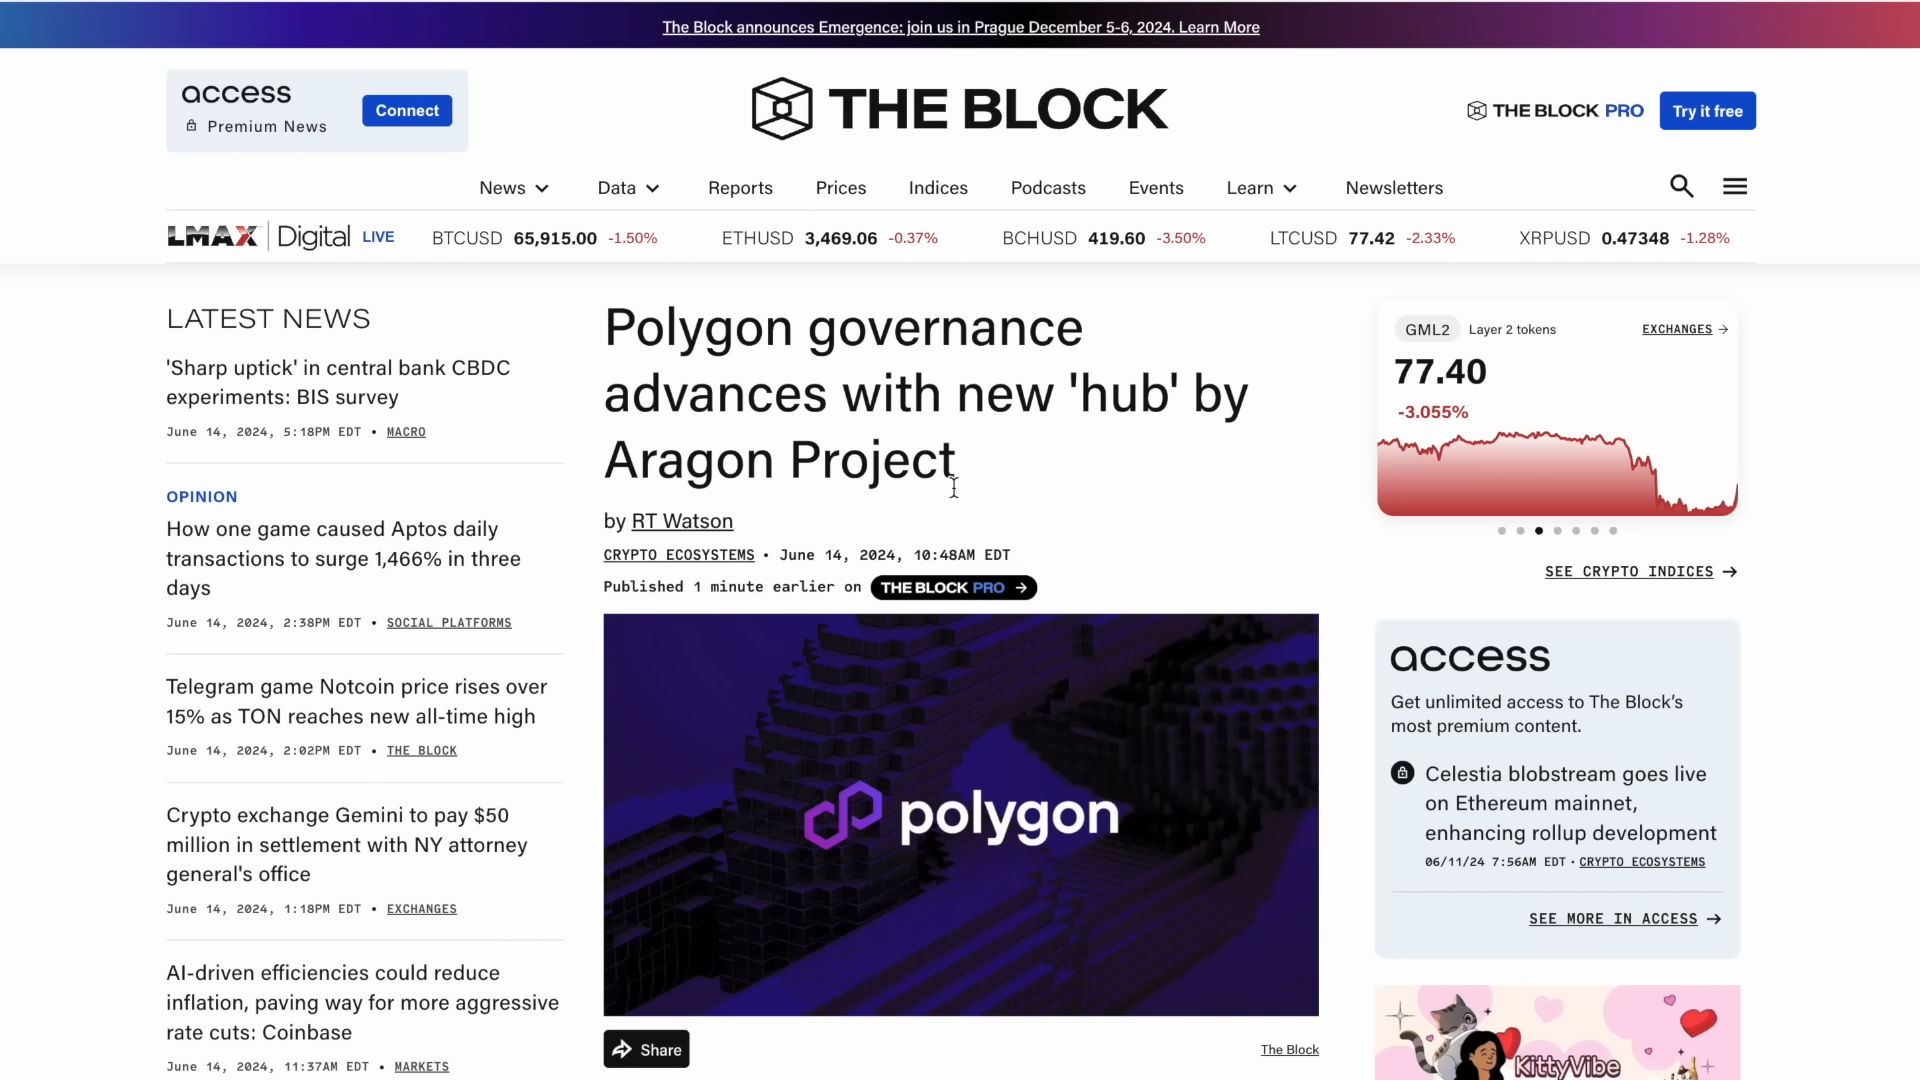 The Block announces Emergence: join us in Prague December 5-6, 2024. Learn More
access
Premium News
Connect
THE BLOCK
THE BLOCK PRO
Try it free
News
Data
Reports
Prices
Indices
Podcasts
Events
Learn
Newsletters
LMAX Digital LIVE
BTCUSD 65,915.00 -1.50%
ETHUSD 3,469.06 -0.37%
BCHUSD 419.60 -3.50%
LTCUSD 77.42 -2.33%
XRPUSD 0.47348 -1.28%
LATEST NEWS
'Sharp uptick' in central bank CBDC
experiments: BIS survey
June 14, 2024, 5:18PM EDT • MACRO
OPINION
How one game caused Aptos daily
transactions to surge 1,466% in three
days
June 14, 2024, 2:38PM EDT • SOCIAL PLATFORMS
Telegram game Notcoin price rises over
15% as TON reaches new all-time high
June 14, 2024, 2:02PM EDT • THE BLOCK
Crypto exchange Gemini to pay $50
million in settlement with NY attorney
general's office
June 14, 2024, 1:18PM EDT • EXCHANGES
AI-driven efficiencies could reduce
inflation, paving way for more aggressive
rate cuts: Coinbase
June 14, 2024, 11:37AM EDT • MARKETS
Polygon governance
advances with new 'hub' by
Aragon Project
by RT Watson
CRYPTO ECOSYSTEMS • June 14, 2024, 10:48AM EDT
Published 1 minute earlier on THE BLOCK PRO →
polygon
Share
The Block
GML2 Layer 2 tokens
EXCHANGES →
77.40
-3.055%
SEE CRYPTO INDICES →
access
Get unlimited access to The Block's
most premium content.
Celestia blobstream goes live
on Ethereum mainnet,
enhancing rollup development
06/11/24 7:56AM EDT • CRYPTO ECOSYSTEMS
SEE MORE IN ACCESS →
KittyVibe